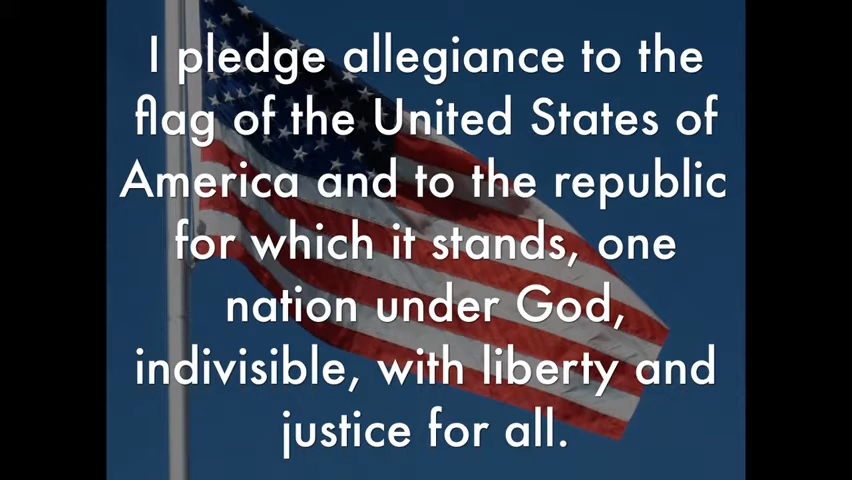 I pledge allegiance to the
flag of the United States of
America and to the republic
for which it stands, one
nation under God,
indivisible, with liberty and
justice for all.